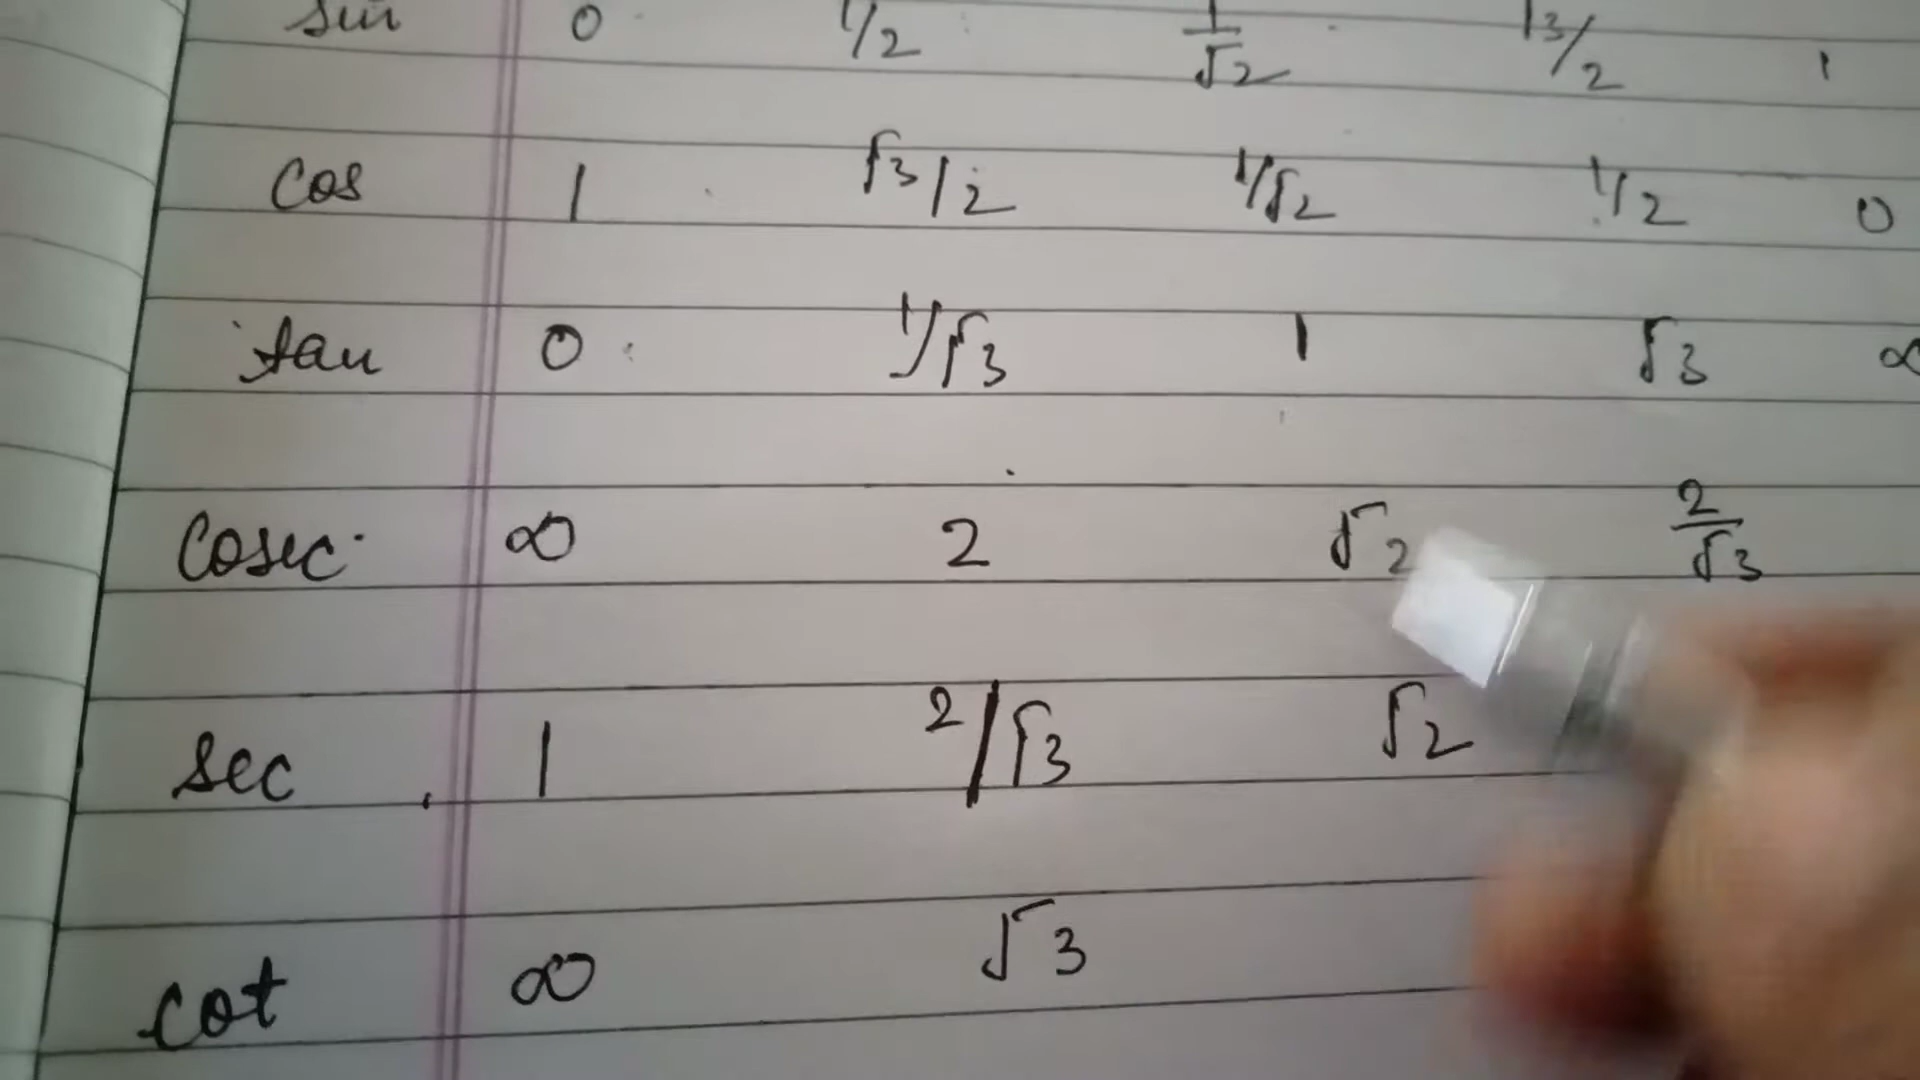 sin 0 1/2 1/√2 √3/2 1
cos 1 √3/2 1/√2 1/2 0
tan 0 1/√3 1 √3 ∞
cosec ∞ 2 √2 2/√3
sec 1 2/√3 √2
cot ∞ √3